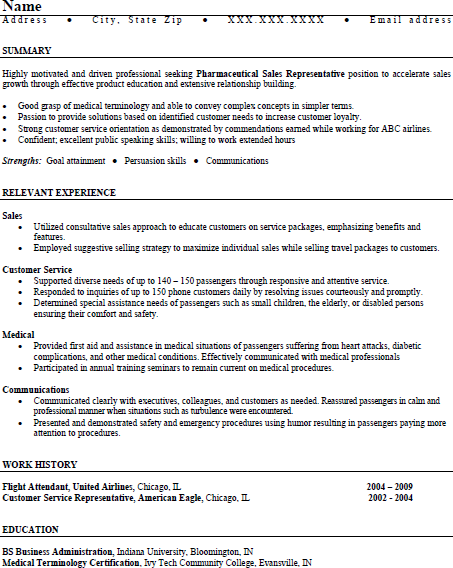 Name
Address • City, State Zip • XXX.XXX.XXXX • Email address
SUMMARY
Highly motivated and driven professional seeking Pharmaceutical Sales Representative position to accelerate sales
growth through effective product education and extensive relationship building.
• Good grasp of medical terminology and able to convey complex concepts in simpler terms.
• Passion to provide solutions based on identified customer needs to increase customer loyalty.
• Strong customer service orientation as demonstrated by commendations earned while working for ABC airlines.
• Confident; excellent public speaking skills; willing to work extended hours
Strengths: Goal attainment • Persuasion skills • Communications
RELEVANT EXPERIENCE
Sales
• Utilized consultative sales approach to educate customers on service packages, emphasizing benefits and
features.
• Employed suggestive selling strategy to maximize individual sales while selling travel packages to customers.
Customer Service
• Supported diverse needs of up to 140 – 150 passengers through responsive and attentive service.
• Responded to inquiries of up to 150 phone customers daily by resolving issues courteously and promptly.
• Determined special assistance needs of passengers such as small children, the elderly, or disabled persons
ensuring their comfort and safety.
Medical
• Provided first aid and assistance in medical situations of passengers suffering from heart attacks, diabetic
complications, and other medical conditions. Effectively communicated with medical professionals
• Participated in annual training seminars to remain current on medical procedures.
Communications
• Communicated clearly with executives, colleagues, and customers as needed. Reassured passengers in calm and
professional manner when situations such as turbulence were encountered.
• Presented and demonstrated safety and emergency procedures using humor resulting in passengers paying more
attention to procedures.
WORK HISTORY
Flight Attendant, United Airlines, Chicago, IL 2004 – 2009
Customer Service Representative, American Eagle, Chicago, IL 2002 - 2004
EDUCATION
BS Business Administration, Indiana University, Bloomington, IN
Medical Terminology Certification, Ivy Tech Community College, Evansville, IN